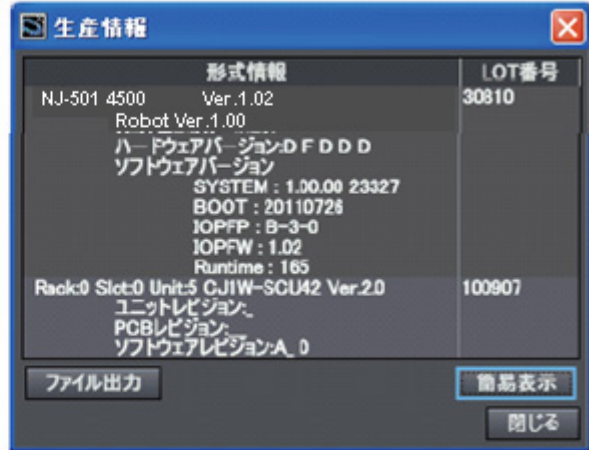 生産情報
形式情報 LOT番号
NJ-501 4500 Ver.1.02 30810
Robot Ver.1.00
ハードウェアバージョン:D F D D D
ソフトウェアバージョン
SYSTEM : 1.00.00 23327
BOOT : 20110726
IOPFP : B-3-0
IOPFW : 1.02
Runtime : 165
Rack:0 Slot:0 Unit:5 CJ1W-SCU42 Ver.2.0 100907
ユニットレビジョン:_
PCBレビジョン:__
ソフトウェアレビジョン:A_ 0
ファイル出力 簡易表示
閉じる